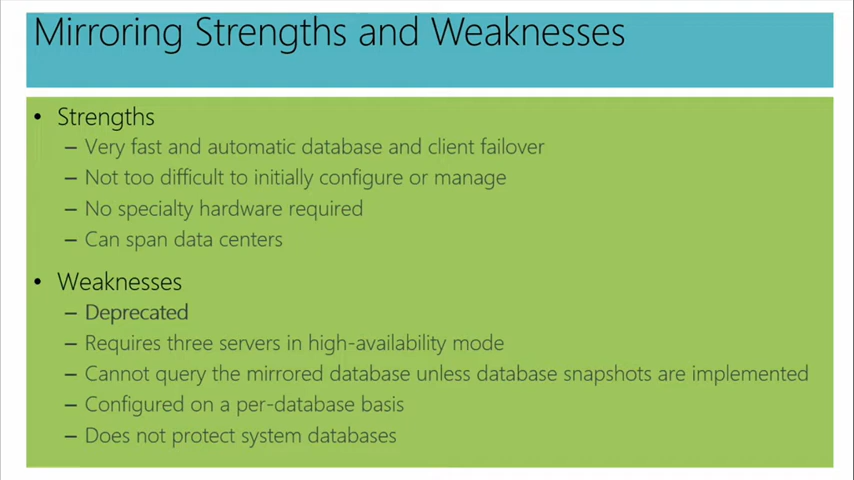 Mirroring Strengths and Weaknesses
• Strengths
– Very fast and automatic database and client failover
– Not too difficult to initially configure or manage
– No specialty hardware required
– Can span data centers
• Weaknesses
– Deprecated
– Requires three servers in high-availability mode
– Cannot query the mirrored database unless database snapshots are implemented
– Configured on a per-database basis
– Does not protect system databases